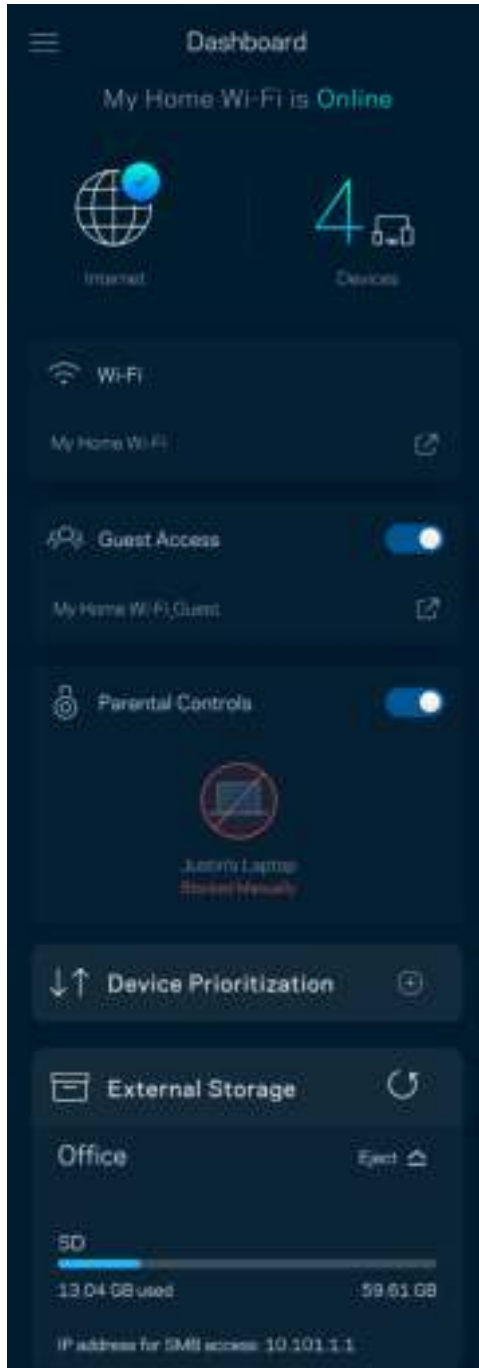 Dashboard
My Home Wi-Fi is Online
4
Internet
Devices
Wi-Fi
My Home Wi-Fi
Guest Access
My Home Wi-Fi_Guest
Parental Controls
Justin's Laptop
Blocked Manually
Device Prioritization
External Storage
Office
Eject
SD
13.04 GB used
59.61 GB
IP address for SMB access: 10.101.1.1